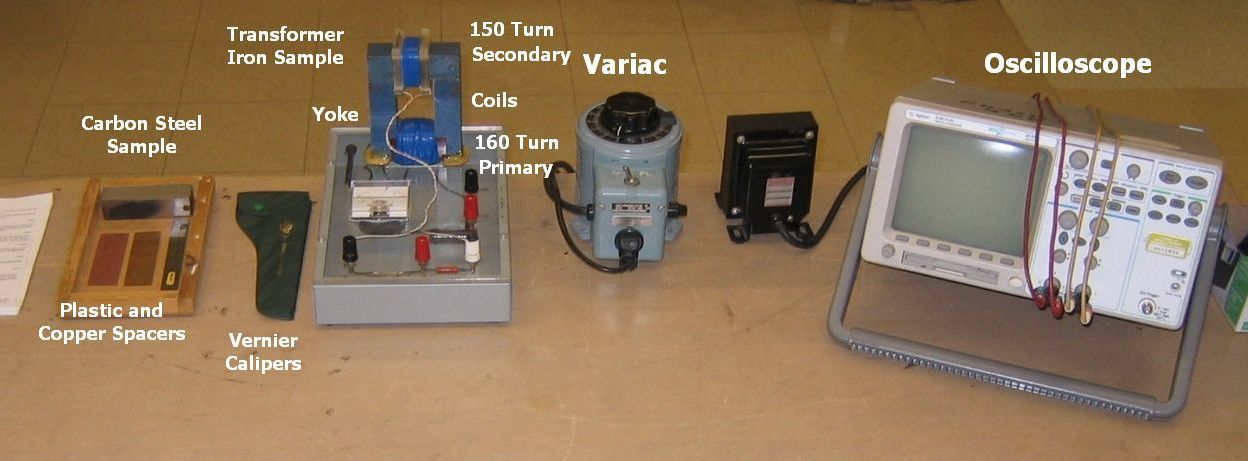 Transformer
Iron Sample
150 Turn
Secondary
Variac
Oscilloscope
Yoke
Coils
Carbon Steel
Sample
160 Turn
Primary
Plastic and
Copper Spacers
Vernier
Calipers